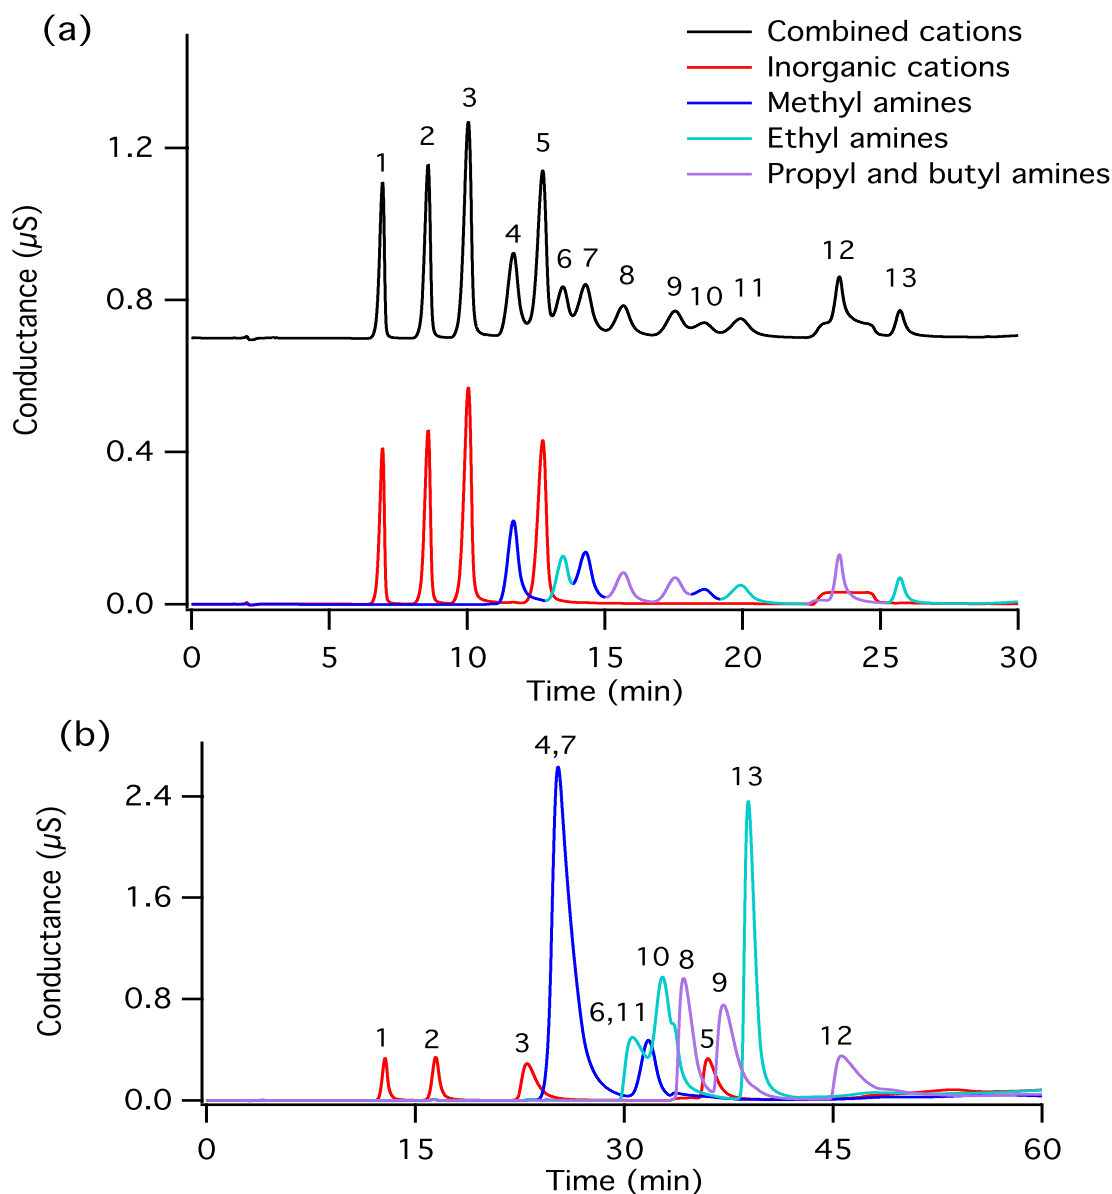 (a)
Combined cations
Inorganic cations
Methyl amines
Ethyl amines
Propyl and butyl amines
Conductance (µS)
1.2
0.8
0.4
0.0
1 2 3 4 5 6 7 8 9 10 11 12 13
0 5 10 15 20 25 30
Time (min)
(b)
Conductance (µS)
2.4
1.6
0.8
0.0
1 2 3 4,7 6,11 10 8 5 9 13 12
0 15 30 45 60
Time (min)